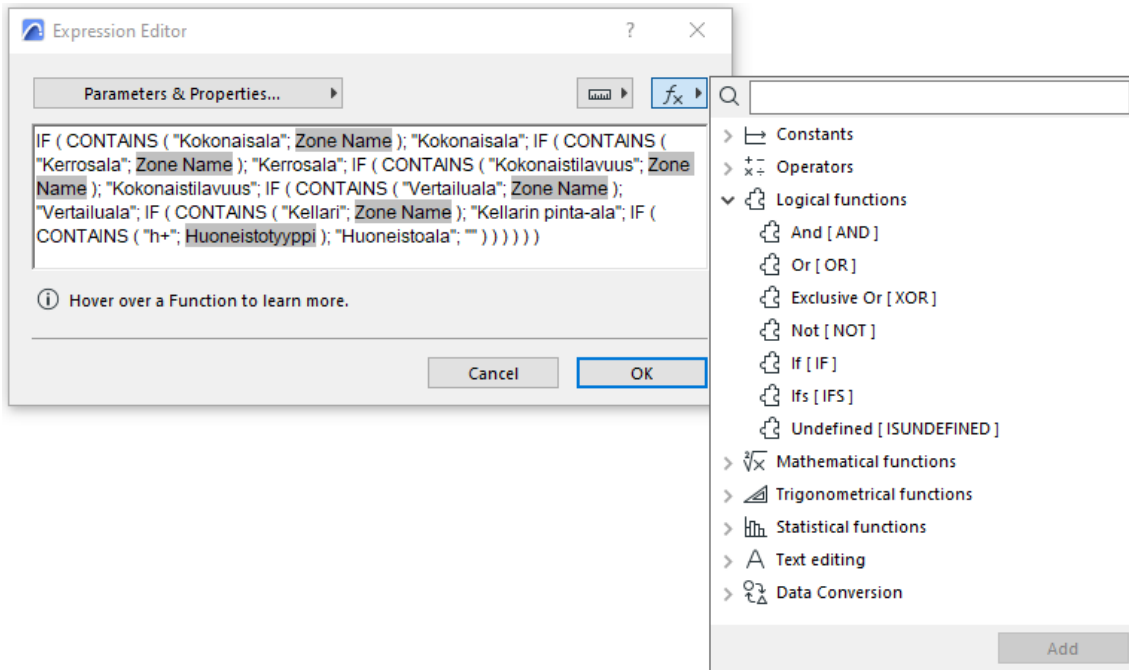 Expression Editor
?
Parameters & Properties...
fx
IF ( CONTAINS ( "Kokonaisala"; Zone Name ); "Kokonaisala"; IF ( CONTAINS (
"Kerrosala"; Zone Name ); "Kerrosala"; IF ( CONTAINS ( "Kokonaistilavuus"; Zone
Name ); "Kokonaistilavuus"; IF ( CONTAINS ( "Vertailuala"; Zone Name );
"Vertailuala"; IF ( CONTAINS ( "Kellari"; Zone Name ); "Kellarin pinta-ala"; IF (
CONTAINS ( "h+"; Huoneistotyyppi ); "Huoneistoala"; "" ) ) ) ) ) )
Hover over a Function to learn more.
Cancel
OK
Constants
Operators
Logical functions
And [ AND ]
Or [ OR ]
Exclusive Or [ XOR ]
Not [ NOT ]
If [ IF ]
Ifs [ IFS ]
Undefined [ ISUNDEFINED ]
Mathematical functions
Trigonometrical functions
Statistical functions
Text editing
Data Conversion
Add